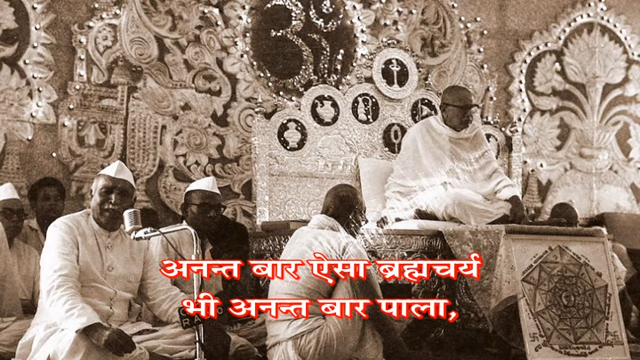 ॐ
अनन्त बार ऐसा ब्रह्मचर्य
भी अनन्त बार पाला,